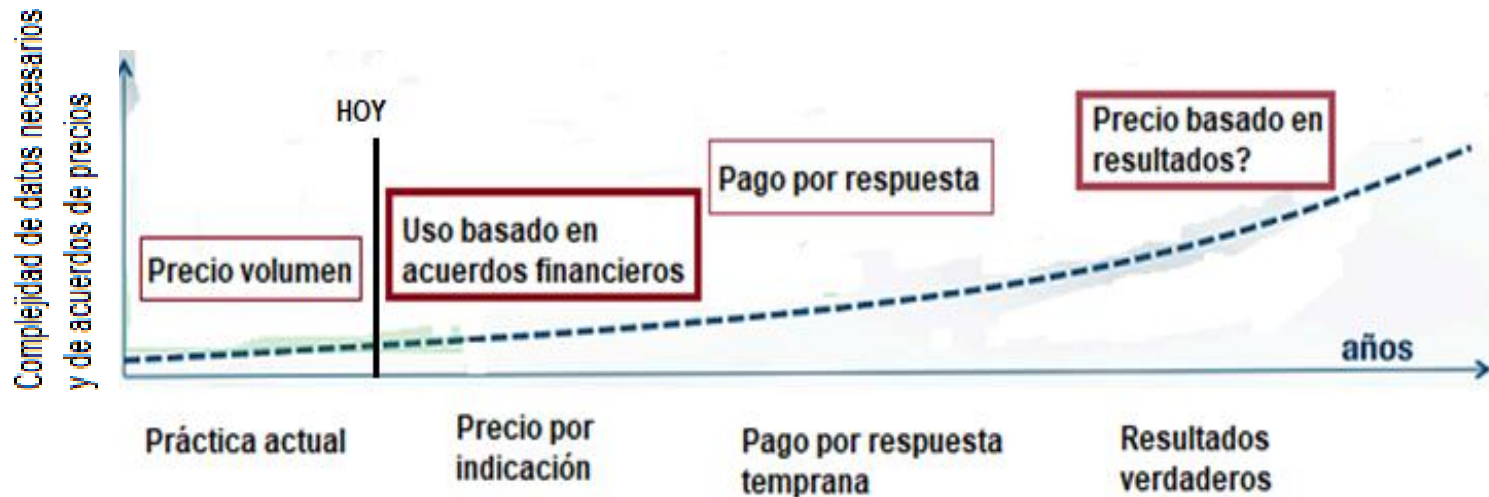 Complejidad de datos necesarios
y de acuerdos de precios
HOY
Precio volumen
Uso basado en
acuerdos financieros
Pago por respuesta
Precio basado en
resultados?
años
Práctica actual
Precio por
indicación
Pago por respuesta
temprana
Resultados
verdaderos